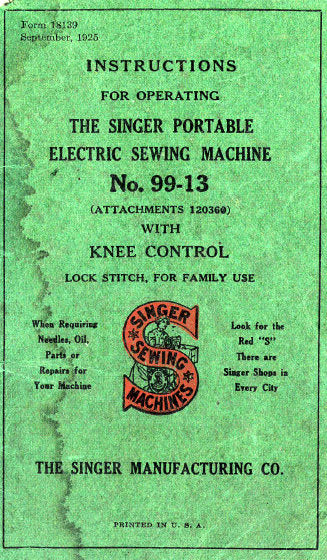 Form 18139
September, 1925
INSTRUCTIONS
FOR OPERATING
THE SINGER PORTABLE
ELECTRIC SEWING MACHINE
No. 99-13
(ATTACHMENTS 120360)
WITH
KNEE CONTROL
LOCK STITCH, FOR FAMILY USE
When Requiring
Needles, Oil,
Parts or
Repairs for
Your Machine
SINGER
SEWING
MACHINES
Look for the
Red "S"
There are
Singer Shops in
Every City
THE SINGER MANUFACTURING CO.
PRINTED IN U. S. A.